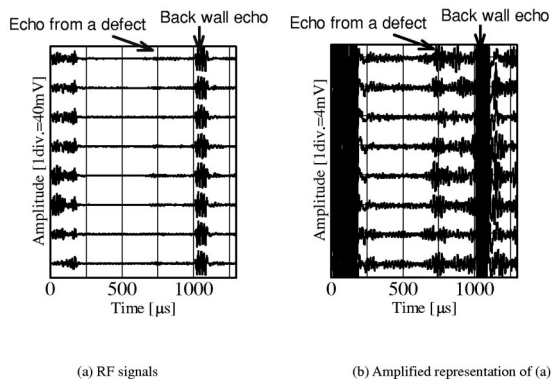 Echo from a defect
Back wall echo
Amplitude [1div.=40mV]
0
500
1000
Time [μs]
(a) RF signals
Echo from a defect
Back wall echo
Amplitude [1div.=4mV]
0
500
1000
Time [μs]
(b) Amplified representation of (a)